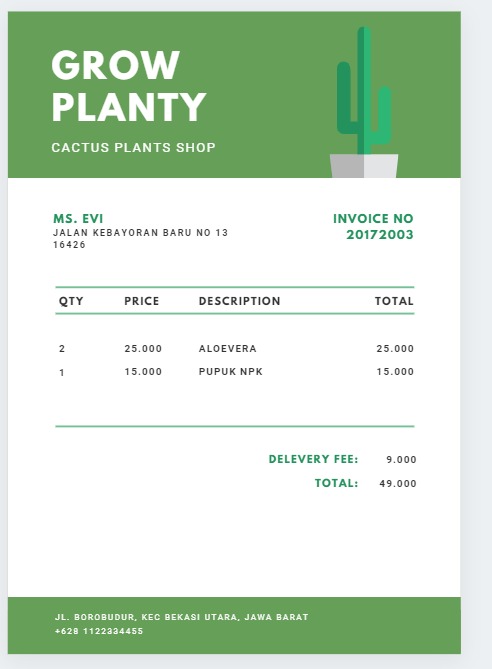 GROW
PLANTY
CACTUS PLANTS SHOP
MS. EVI
JALAN KEBAYORAN BARU NO 13
16426
INVOICE NO
20172003
QTY PRICE DESCRIPTION TOTAL
2 25.000 ALOEVERA 25.000
1 15.000 PUPUK NPK 15.000
DELEVERY FEE: 9.000
TOTAL: 49.000
JL. BOROBUDUR, KEC BEKASI UTARA, JAWA BARAT
+628 1122334455